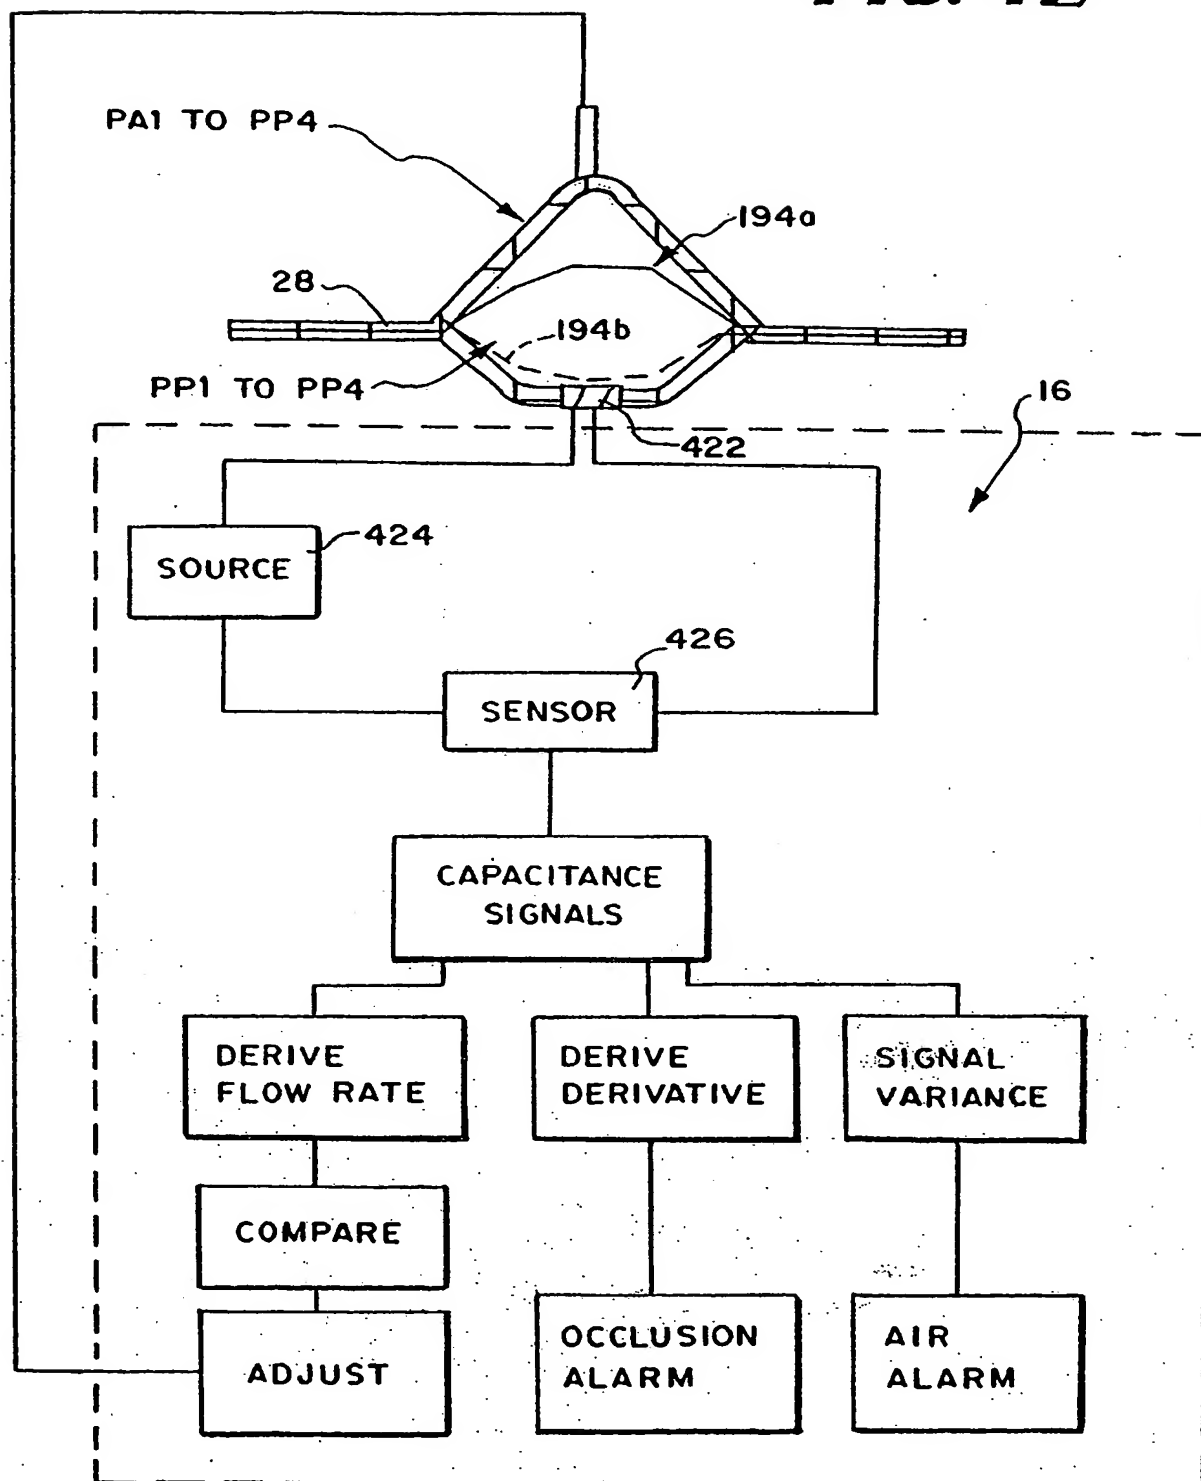 PA1 TO PP4
194a
28
194b
PP1 TO PP4
16
422
424
SOURCE
426
SENSOR
CAPACITANCE
SIGNALS
DERIVE
FLOW RATE
DERIVE
DERIVATIVE
SIGNAL
VARIANCE
COMPARE
ADJUST
OCCLUSION
ALARM
AIR
ALARM